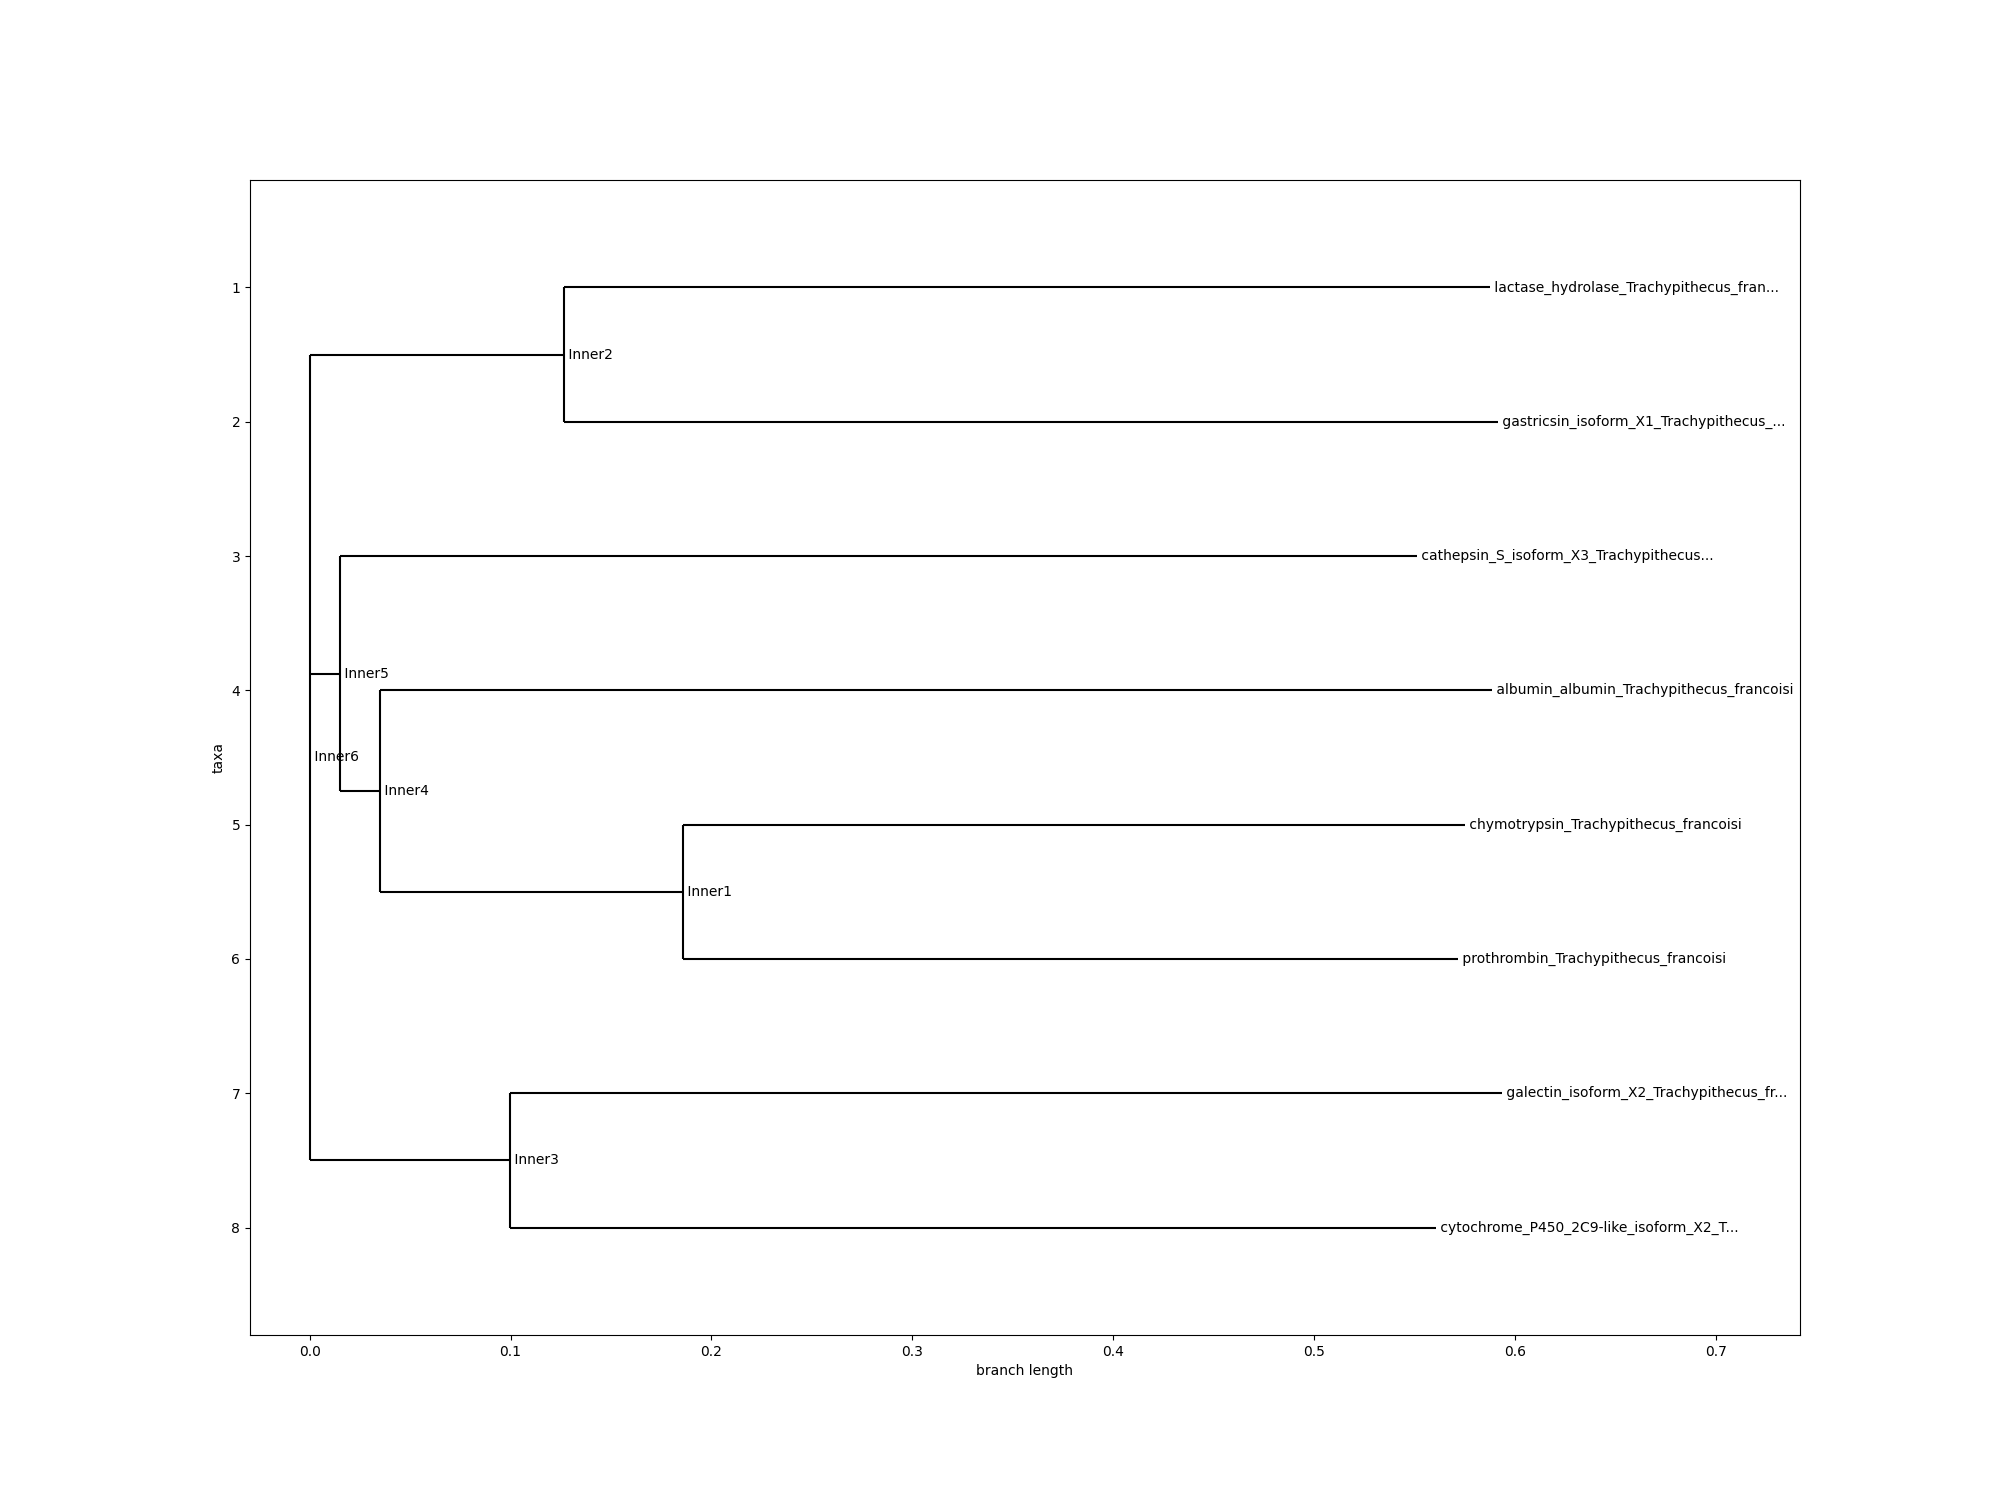 1
lactase_hydrolase_Trachypithecus_fran...
Inner2
2
gastricsin_isoform_X1_Trachypithecus_...
3
cathepsin_S_isoform_X3_Trachypithecus...
Inner5
4
albumin_albumin_Trachypithecus_francoisi
Inner6
taxa
Inner4
5
chymotrypsin_Trachypithecus_francoisi
Inner1
6
prothrombin_Trachypithecus_francoisi
7
galectin_isoform_X2_Trachypithecus_fr...
Inner3
8
cytochrome_P450_2C9-like_isoform_X2_T...
0.0 0.1 0.2 0.3 0.4 0.5 0.6 0.7
branch length